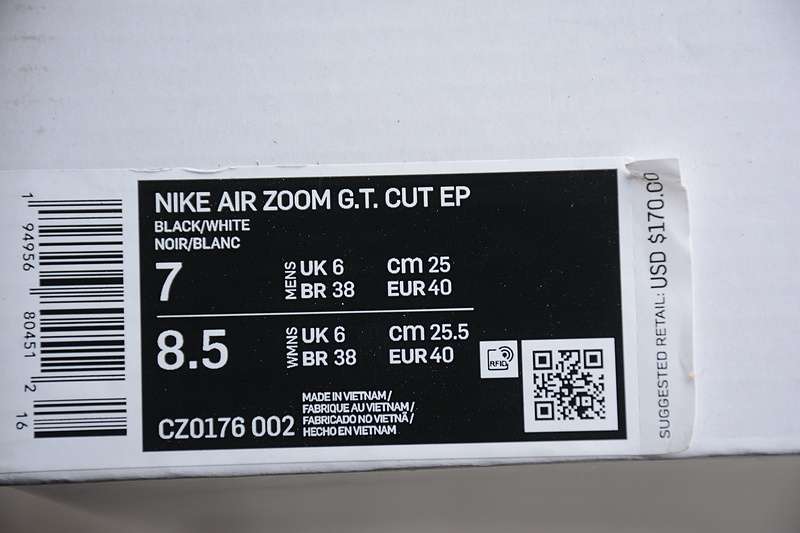 NIKE AIR ZOOM G.T. CUT EP
BLACK/WHITE
NOIR/BLANC
7
MENS
UK 6
BR 38
cm 25
EUR 40
8.5
WMNS
UK 6
BR 38
cm 25.5
EUR 40
RFID
CZ0176 002
MADE IN VIETNAM /
FABRIQUE AU VIETNAM /
FABRICADO NO VIETNÃ /
HECHO EN VIETNAM
1 94956 80451 2 16
SUGGESTED RETAIL: USD $170.00